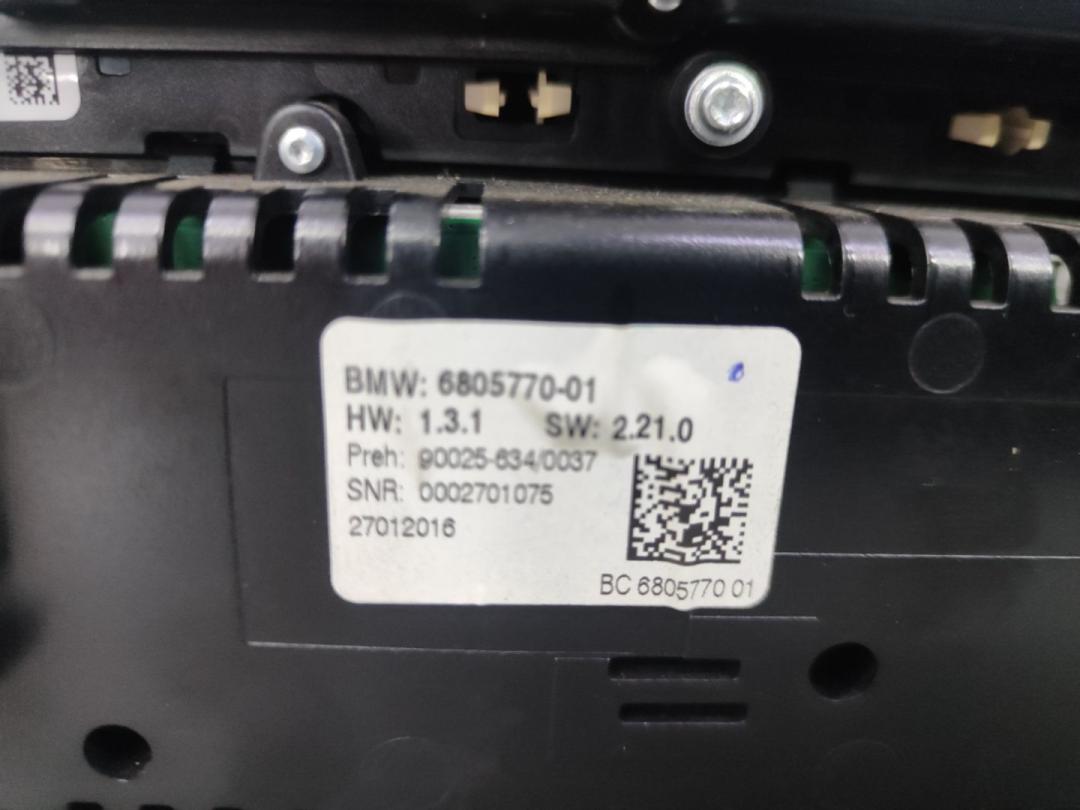 BMW: 6805770-01
HW: 1.3.1 SW: 2.21.0
Preh: 90025-634/0037
SNR: 0002701075
27012016
BC 6805770 01